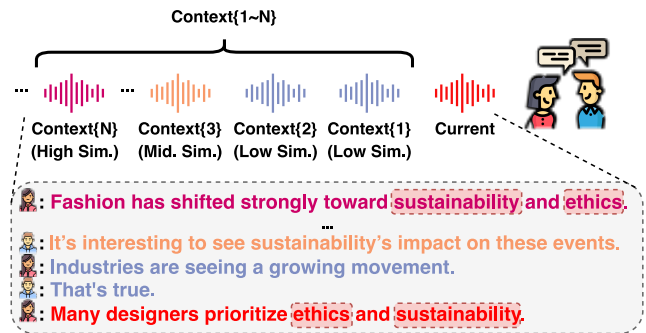 Context{1~N}
... ...
Context{N} Context{3} Context{2} Context{1} Current
(High Sim.) (Mid. Sim.) (Low Sim.) (Low Sim.)
: Fashion has shifted strongly toward sustainability and ethics.
...
: It's interesting to see sustainability's impact on these events.
: Industries are seeing a growing movement.
: That's true.
: Many designers prioritize ethics and sustainability.